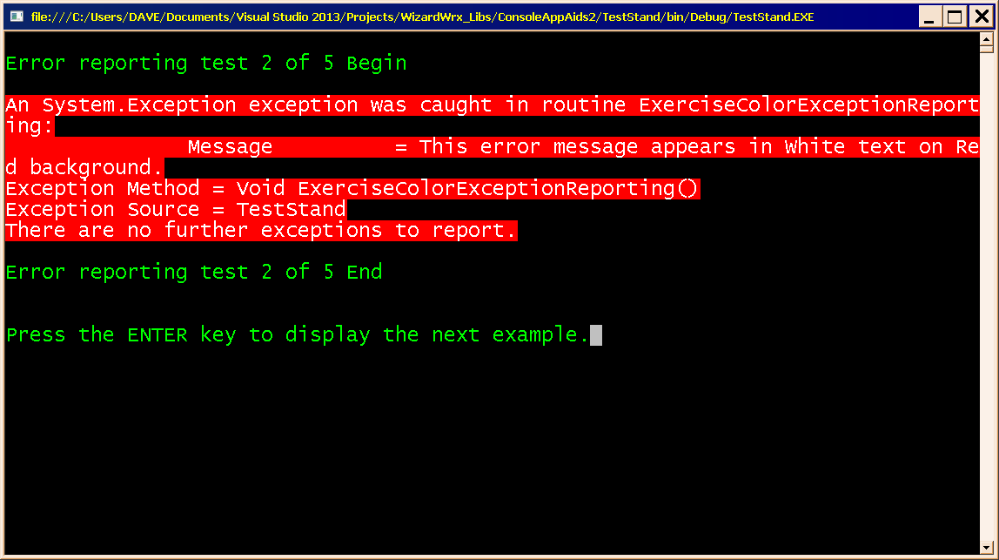 file:///C:/Users/DAVE/Documents/Visual Studio 2013/Projects/WizardWrx_Libs/ConsoleAppAids2/TestStand/bin/Debug/TestStand.EXE
Error reporting test 2 of 5 Begin
An System.Exception exception was caught in routine ExerciseColorExceptionReport
ing:
Message = This error message appears in White text on Re
d background.
Exception Method = Void ExerciseColorExceptionReporting()
Exception Source = TestStand
There are no further exceptions to report.
Error reporting test 2 of 5 End
Press the ENTER key to display the next example.